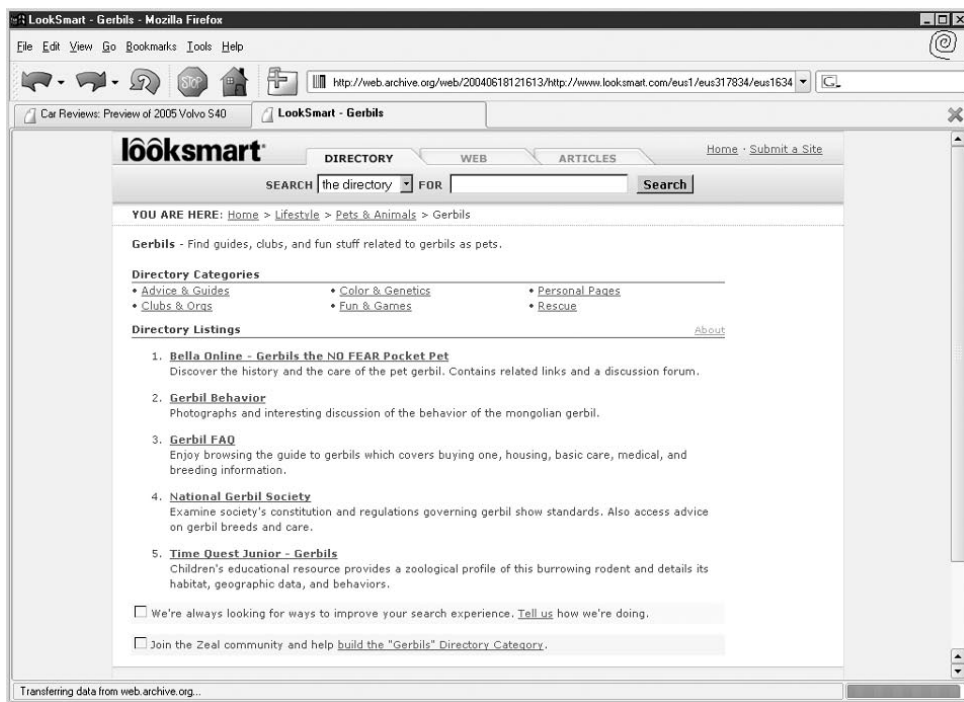 LookSmart - Gerbils - Mozilla Firefox
File Edit View Go Bookmarks Tools Help
STOP http://web.archive.org/web/20040618121613/http://www.looksmart.com/eus1/eus317834/eus1634 G.
Car Reviews: Preview of 2005 Volvo S40 LookSmart - Gerbils
lôôksmart DIRECTORY WEB ARTICLES Home · Submit a Site
SEARCH the directory FOR Search
YOU ARE HERE: Home > Lifestyle > Pets & Animals > Gerbils
Gerbils - Find guides, clubs, and fun stuff related to gerbils as pets.
Directory Categories
• Advice & Guides • Color & Genetics • Personal Pages
• Clubs & Orgs • Fun & Games • Rescue
Directory Listings About
1. Bella Online - Gerbils the NO FEAR Pocket Pet
Discover the history and the care of the pet gerbil. Contains related links and a discussion forum.
2. Gerbil Behavior
Photographs and interesting discussion of the behavior of the mongolian gerbil.
3. Gerbil FAQ
Enjoy browsing the guide to gerbils which covers buying one, housing, basic care, medical, and
breeding information.
4. National Gerbil Society
Examine society's constitution and regulations governing gerbil show standards. Also access advice
on gerbil breeds and care.
5. Time Quest Junior - Gerbils
Children's educational resource provides a zoological profile of this burrowing rodent and details its
habitat, geographic data, and behaviors.
We're always looking for ways to improve your search experience. Tell us how we're doing.
Join the Zeal community and help build the "Gerbils" Directory Category.
Transferring data from web.archive.org...